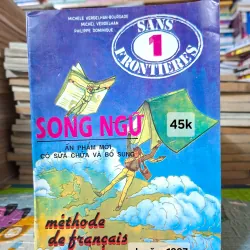 MICHÈLE VERDELHAN-BOURGADE
MICHEL VERDELHAN
PHILIPPE DOMINIQUE
SANS
1
FRONTIERES
SONG NGỮ
45k
ẤN PHẨM MỚI
CÓ SỬA CHỮA VÀ BỔ SUNG
méthode
de français